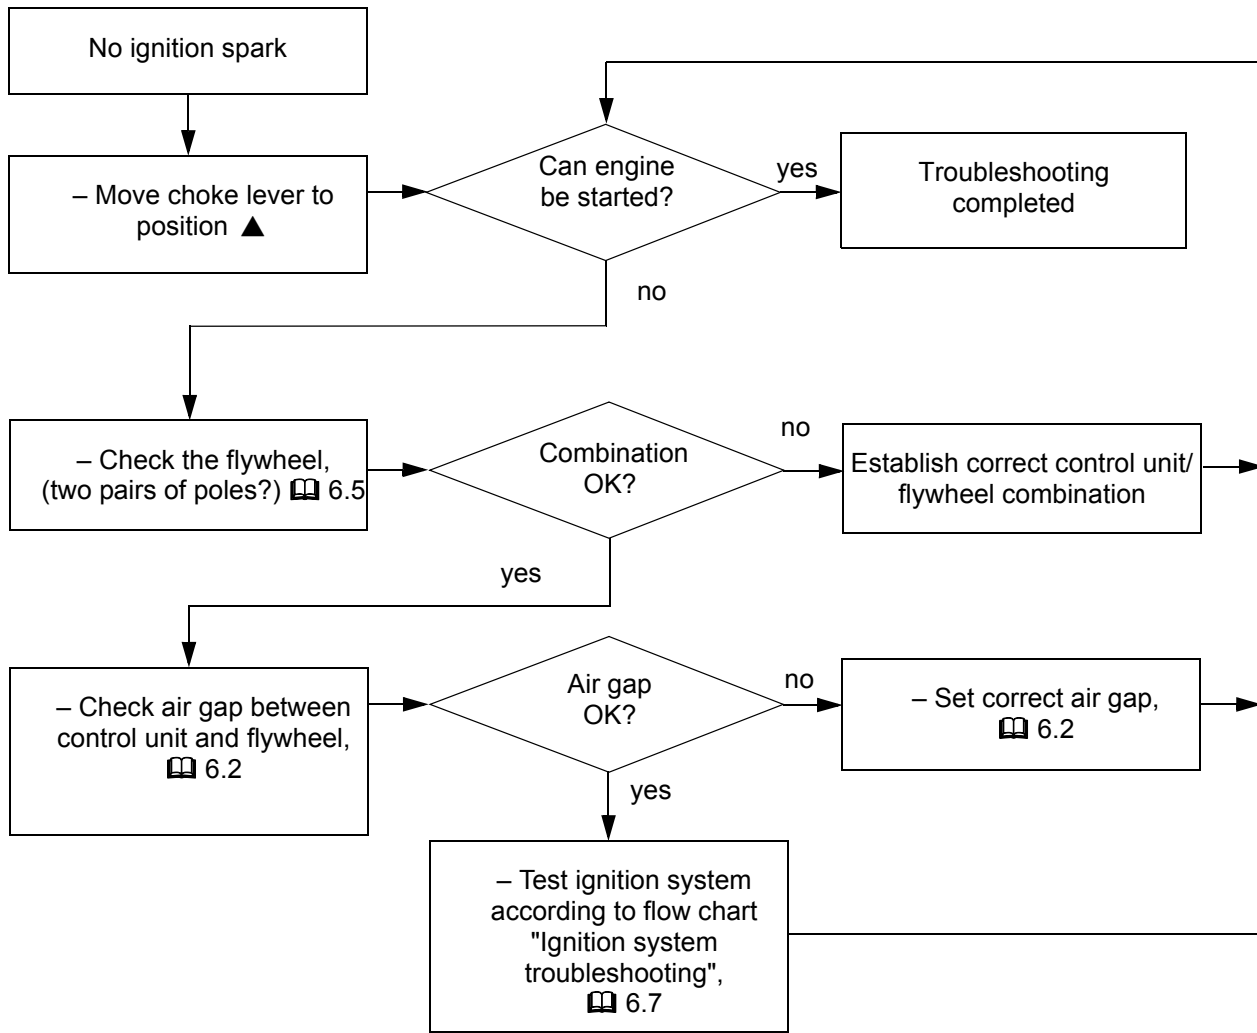 No ignition spark
– Move choke lever to
position ▲
Can engine
be started?
yes
Troubleshooting
completed
no
– Check the flywheel,
(two pairs of poles?) 🕮 6.5
Combination
OK?
no
Establish correct control unit/
flywheel combination
yes
– Check air gap between
control unit and flywheel,
🕮 6.2
Air gap
OK?
no
– Set correct air gap,
🕮 6.2
yes
– Test ignition system
according to flow chart
"Ignition system
troubleshooting",
🕮 6.7